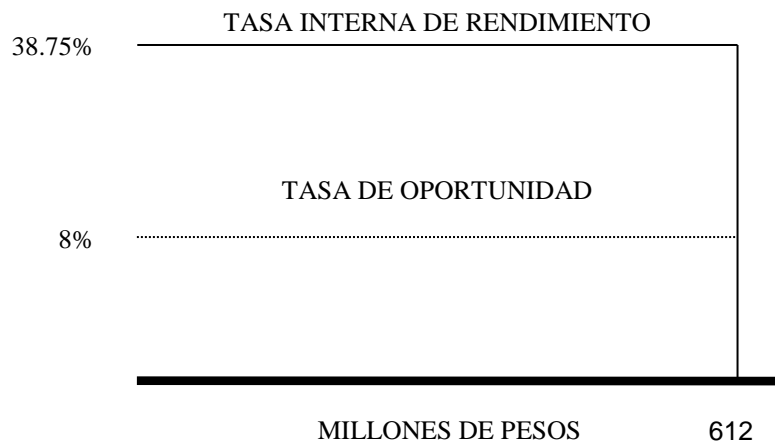 TASA INTERNA DE RENDIMIENTO
38.75%
TASA DE OPORTUNIDAD
8%
MILLONES DE PESOS 612